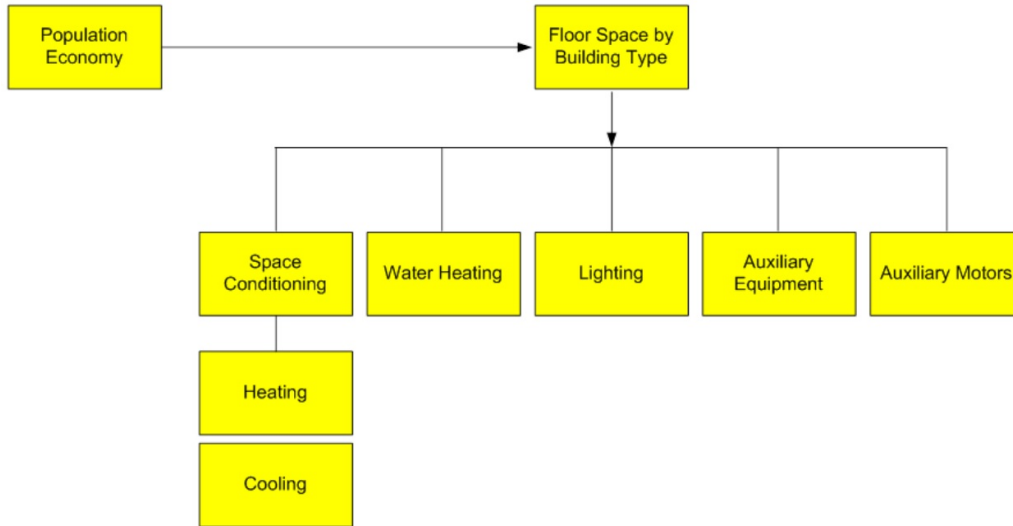 Population
Economy
Floor Space by
Building Type
Space
Conditioning
Water Heating
Lighting
Auxiliary
Equipment
Auxiliary Motors
Heating
Cooling